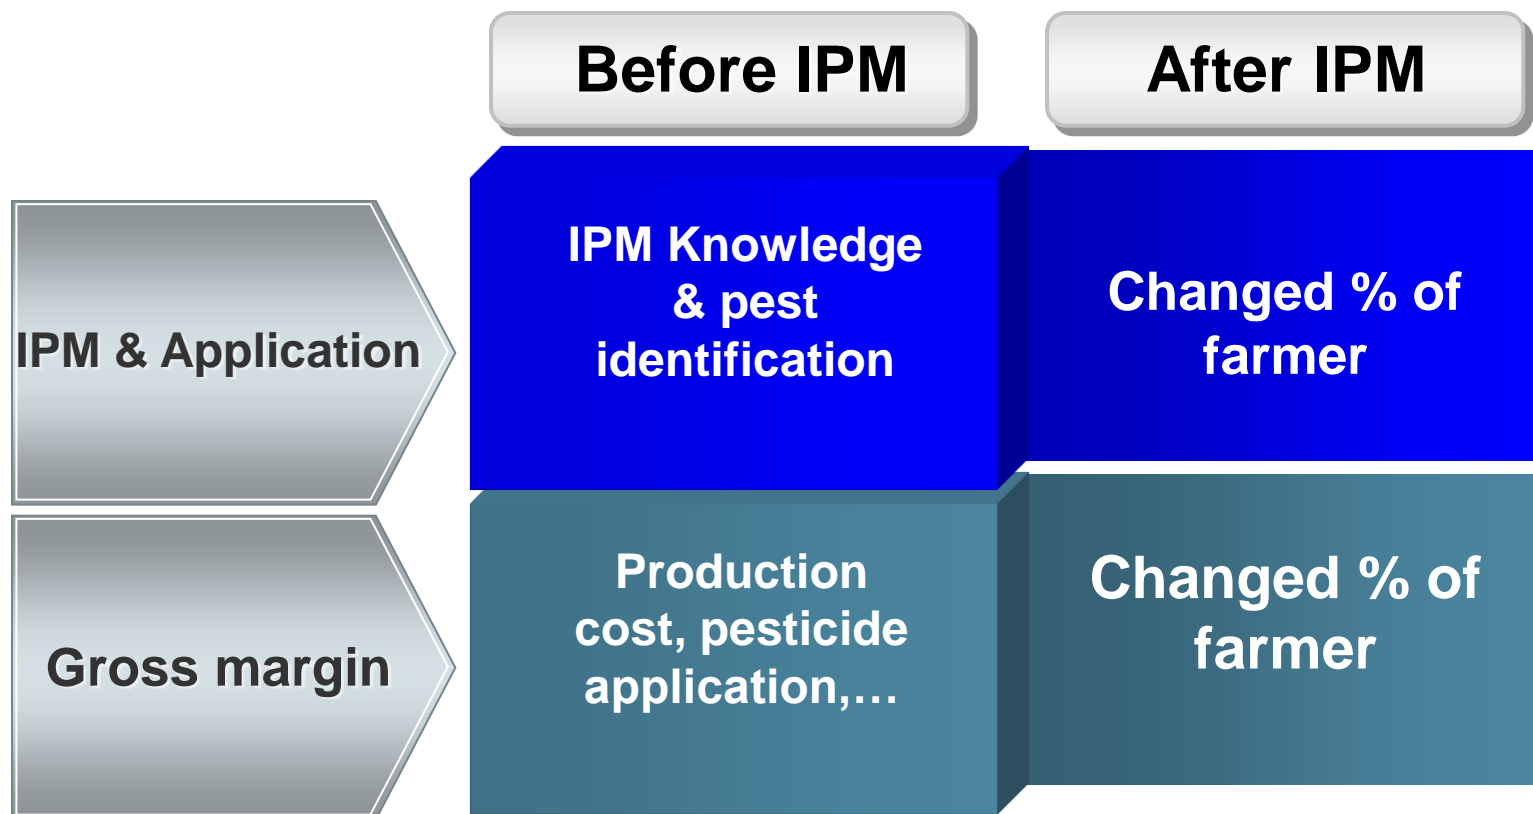 Before IPM
After IPM
IPM & Application
IPM Knowledge
& pest
identification
Changed % of
farmer
Gross margin
Production
cost, pesticide
application,…
Changed % of
farmer